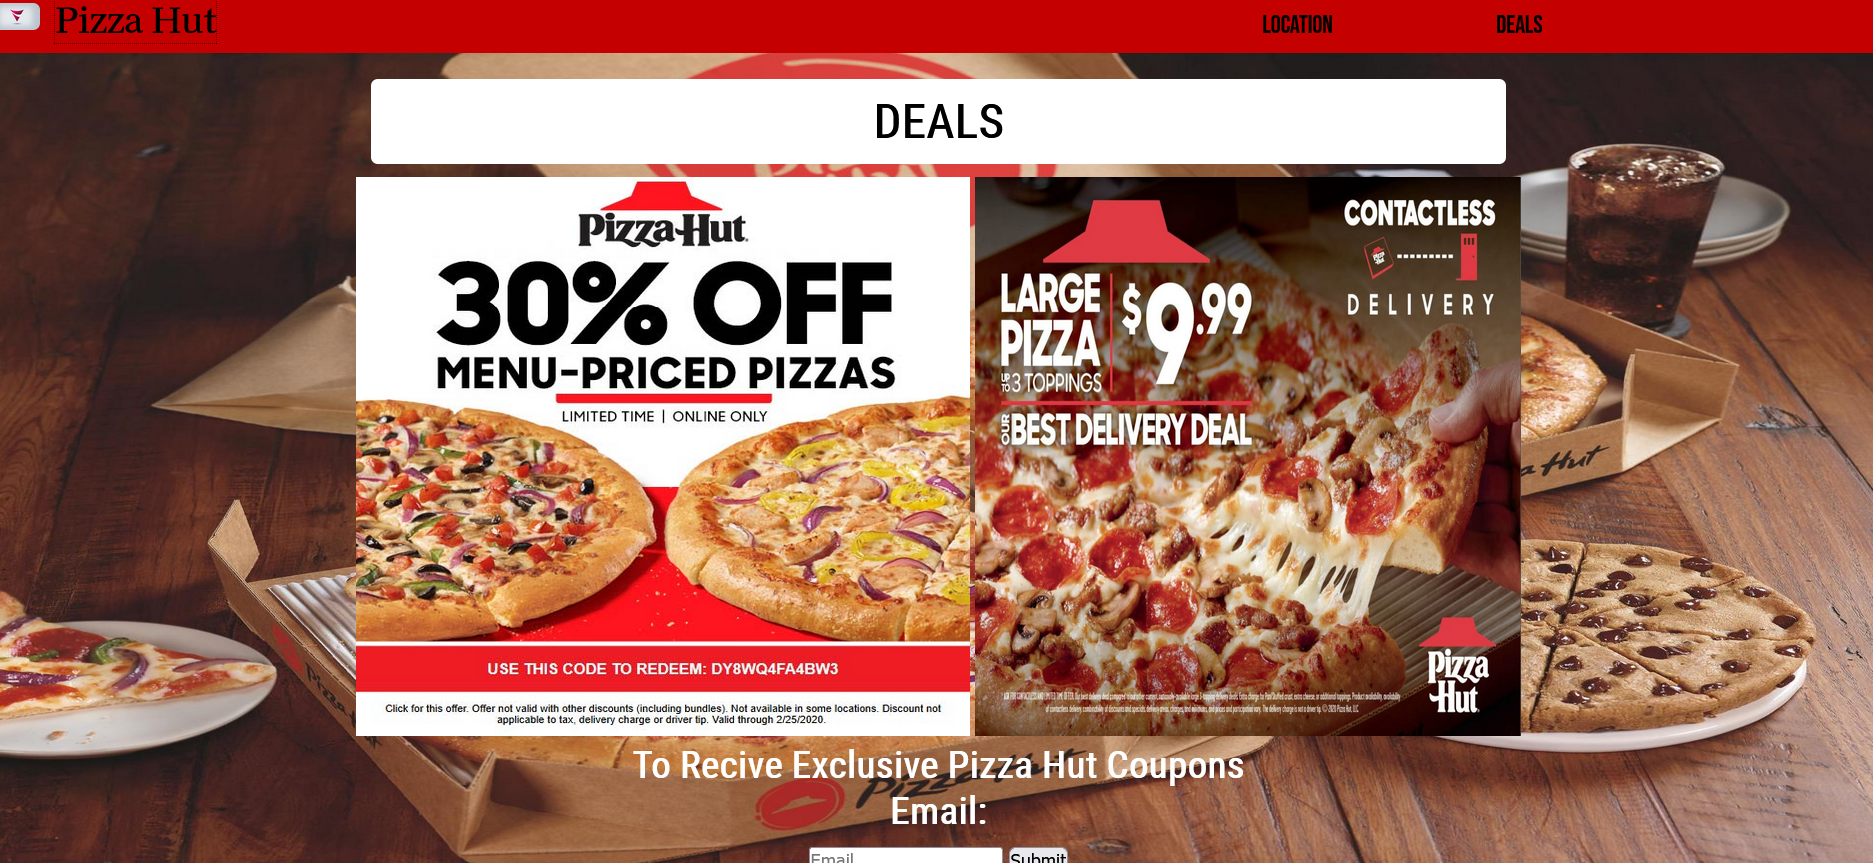 Pizza Hut
LOCATION
DEALS
DEALS
Pizza Hut
30% OFF
MENU-PRICED PIZZAS
LIMITED TIME | ONLINE ONLY
USE THIS CODE TO REDEEM: DY8WQ4FA4BW3
Click for this offer. Offer not valid with other discounts (including bundles). Not available in some locations. Discount not
applicable to tax, delivery charge or driver tip. Valid through 2/25/2020.
CONTACTLESS
DELIVERY
LARGE
PIZZA
UP TO 3 TOPPINGS
$9.99
OUR BEST DELIVERY DEAL
Pizza
Hut
a Hut
To Recive Exclusive Pizza Hut Coupons
Email:
Email
Submit